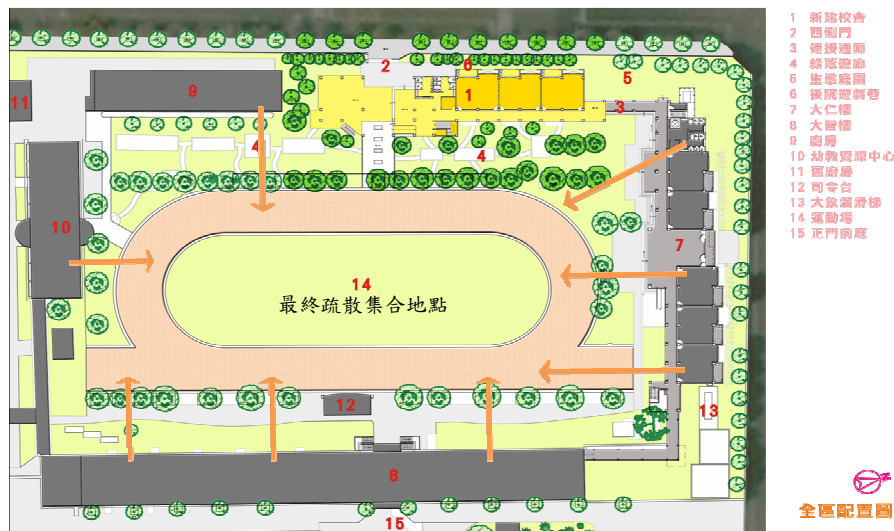 1 新建校舍
2 西側門
3 連接通廊
4 綠蔭遊廊
5 生態庭園
6 後院遊戲巷
7 大仁樓
8 大智樓
9 廚房
10 幼教資源中心
11 舊廚房
12 司令台
13 大象溜滑梯
14 運動場
15 正門前庭
全區配置圖
2
6
5
1
9
11
3
4
4
10
7
14
最終疏散集合地點
12
13
8
15